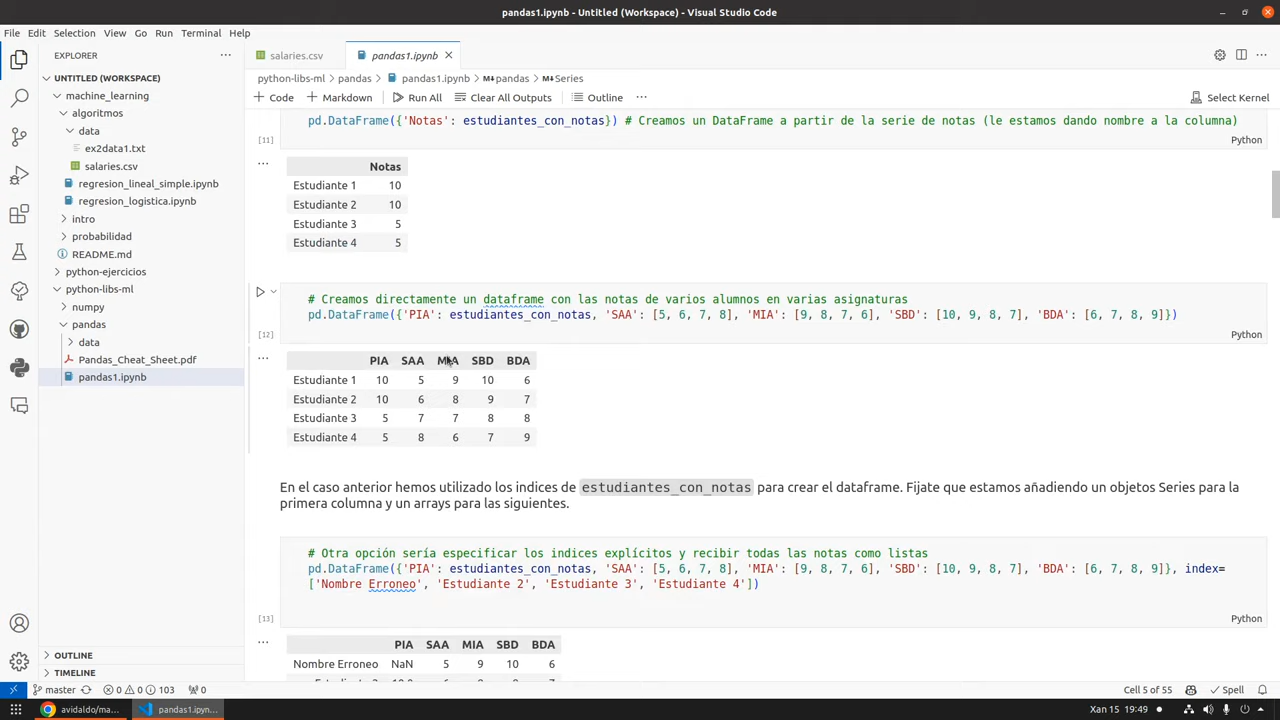 pandas1.ipynb - Untitled (Workspace) - Visual Studio Code
File Edit Selection View Go Run Terminal Help
EXPLORER
UNTITLED (WORKSPACE)
machine_learning
algoritmos
data
ex2data1.txt
salaries.csv
regresion_lineal_simple.ipynb
regresion_logistica.ipynb
intro
probabilidad
README.md
python-ejercicios
python-libs-ml
numpy
pandas
data
Pandas_Cheat_Sheet.pdf
pandas1.ipynb
OUTLINE
TIMELINE
salaries.csv pandas1.ipynb
python-libs-ml > pandas > pandas1.ipynb > pandas > Series
+ Code + Markdown Run All Clear All Outputs Outline ... Select Kernel
pd.DataFrame({'Notas': estudiantes_con_notas}) # Creamos un DataFrame a partir de la serie de notas (le estamos dando nombre a la columna)
[11] Python
Notas
Estudiante 1 10
Estudiante 2 10
Estudiante 3 5
Estudiante 4 5
# Creamos directamente un dataframe con las notas de varios alumnos en varias asignaturas
pd.DataFrame({'PIA': estudiantes_con_notas, 'SAA': [5, 6, 7, 8], 'MIA': [9, 8, 7, 6], 'SBD': [10, 9, 8, 7], 'BDA': [6, 7, 8, 9]})
[12] Python
PIA SAA MIA SBD BDA
Estudiante 1 10 5 9 10 6
Estudiante 2 10 6 8 9 7
Estudiante 3 5 7 7 8 8
Estudiante 4 5 8 6 7 9
En el caso anterior hemos utilizado los indices de estudiantes_con_notas para crear el dataframe. Fijate que estamos añadiendo un objetos Series para la
primera columna y un arrays para las siguientes.
# Otra opción sería especificar los indices explícitos y recibir todas las notas como listas
pd.DataFrame({'PIA': estudiantes_con_notas, 'SAA': [5, 6, 7, 8], 'MIA': [9, 8, 7, 6], 'SBD': [10, 9, 8, 7], 'BDA': [6, 7, 8, 9]}, index=
['Nombre Erroneo', 'Estudiante 2', 'Estudiante 3', 'Estudiante 4'])
[13] Python
PIA SAA MIA SBD BDA
Nombre Erroneo NaN 5 9 10 6
master 0 0 103 0 Cell 5 of 55 Spell
avidaldo/ma... pandas1.ipyn... Xan 15 19:49